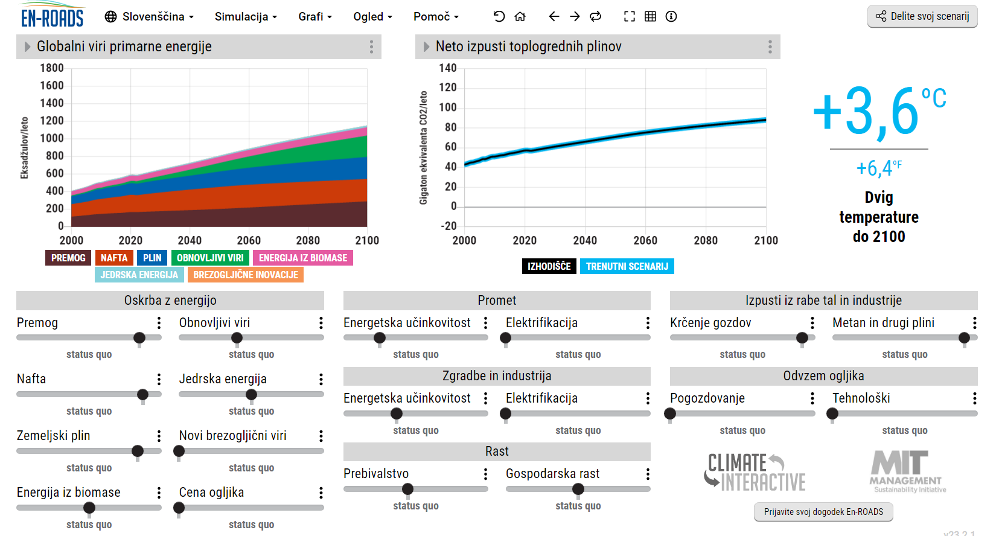 EN-ROADS
Slovenščina
Simulacija
Grafi
Ogled
Pomoč
Delite svoj scenarij
Globalni viri primarne energije
Eksadžulov/leto
1800
1600
1400
1200
1000
800
600
400
200
0
2000 2020 2040 2060 2080 2100
PREMOG NAFTA PLIN OBNOVLJIVI VIRI ENERGIJA IZ BIOMASE
JEDRSKA ENERGIJA BREZOGLJIČNE INOVACIJE
Neto izpusti toplogrednih plinov
Gigaton ekvivalenta CO2/leto
140
120
100
80
60
40
20
0
-20
2000 2020 2040 2060 2080 2100
IZHODIŠČE TRENUTNI SCENARIJ
+3,6 ºC
+6,4ºF
Dvig
temperature
do 2100
Oskrba z energijo
Premog
status quo
Obnovljivi viri
status quo
Nafta
status quo
Jedrska energija
status quo
Zemeljski plin
status quo
Novi brezogljični viri
status quo
Energija iz biomase
status quo
Cena ogljika
status quo
Promet
Energetska učinkovitost
status quo
Elektrifikacija
status quo
Zgradbe in industrija
Energetska učinkovitost
status quo
Elektrifikacija
status quo
Rast
Prebivalstvo
status quo
Gospodarska rast
status quo
Izpusti iz rabe tal in industrije
Krčenje gozdov
status quo
Metan in drugi plini
status quo
Odvzem ogljika
Pogozdovanje
status quo
Tehnološki
status quo
CLIMATE
INTERACTIVE
MIT
MANAGEMENT
Sustainability Initiative
Prijavite svoj dogodek En-ROADS
v23.2.1